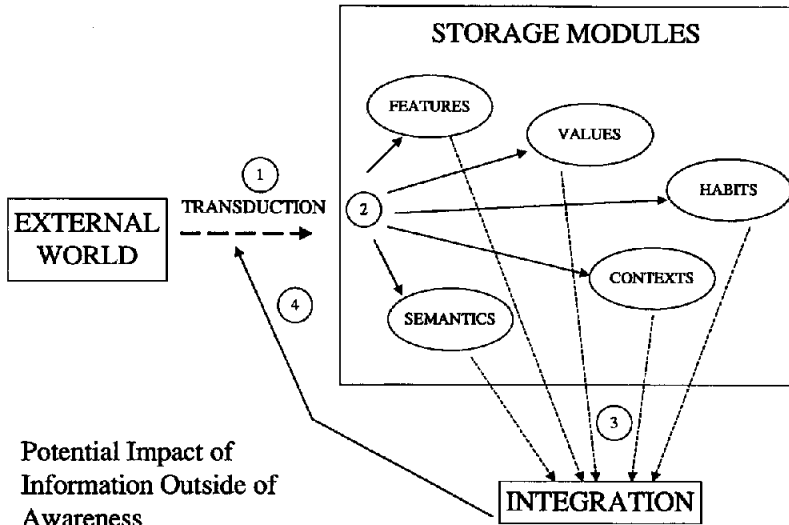 STORAGE MODULES
FEATURES
VALUES
1
TRANSDUCTION
2
HABITS
EXTERNAL
WORLD
CONTEXTS
4
SEMANTICS
3
Potential Impact of
Information Outside of
Awareness
INTEGRATION